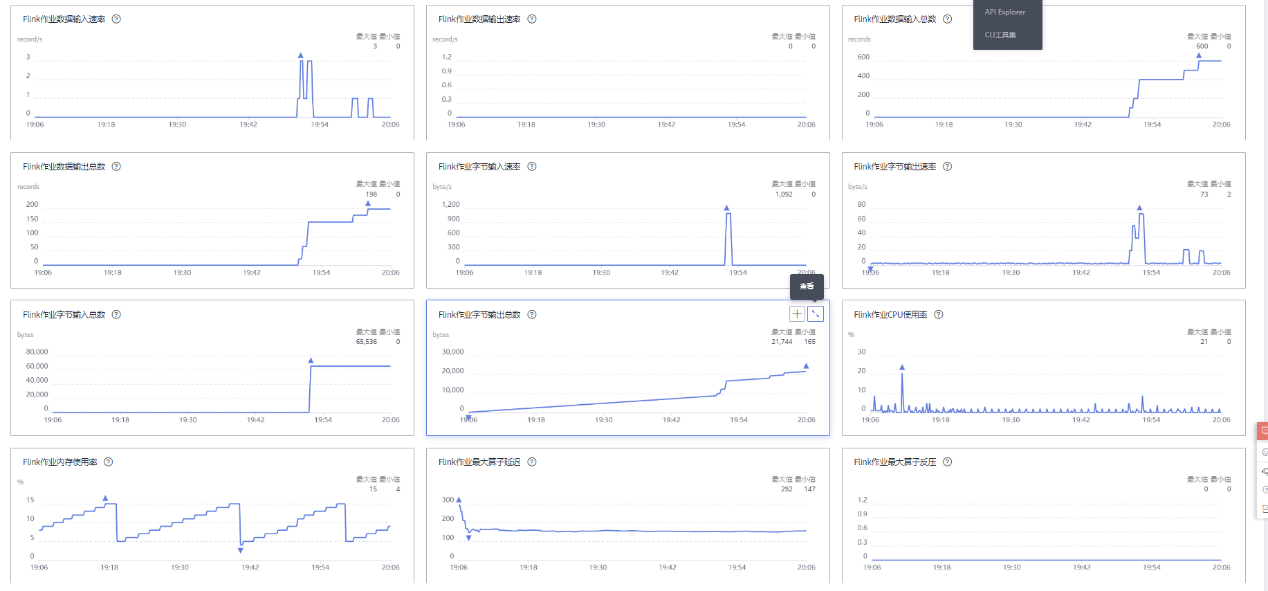 Flink作业数据输入速率 ?
record/s
最大值 最小值
3 0
3
2
1
0
19:06 19:18 19:30 19:42 19:54 20:06
Flink作业数据输出速率 ?
record/s
最大值 最小值
0 0
1.2
0.9
0.6
0.3
0
19:06 19:18 19:30 19:42 19:54 20:06
Flink作业数据输入总数 ?
API Explorer
CLI工具集
records
最大值 最小值
600 0
600
400
200
0
19:06 19:18 19:30 19:42 19:54 20:06
Flink作业数据输出总数 ?
records
最大值 最小值
198 0
200
150
100
50
0
19:06 19:18 19:30 19:42 19:54 20:06
Flink作业字节输入速率 ?
byte/s
最大值 最小值
1,092 0
1,200
900
600
300
0
19:06 19:18 19:30 19:42 19:54 20:06
Flink作业字节输出速率 ?
byte/s
最大值 最小值
73 2
80
60
40
20
0
19:06 19:18 19:30 19:42 19:54 20:06
Flink作业字节输入总数 ?
bytes
最大值 最小值
65,536 0
80,000
60,000
40,000
20,000
0
19:06 19:18 19:30 19:42 19:54 20:06
查看
Flink作业字节输出总数 ?
bytes
最大值 最小值
21,744 165
30,000
20,000
10,000
0
19:06 19:18 19:30 19:42 19:54 20:06
Flink作业CPU使用率 ?
%
最大值 最小值
21 0
30
20
10
0
19:06 19:18 19:30 19:42 19:54 20:06
Flink作业内存使用率 ?
%
最大值 最小值
15 4
15
10
5
0
19:06 19:18 19:30 19:42 19:54 20:06
Flink作业最大算子延迟 ?
最大值 最小值
292 147
300
200
100
0
19:06 19:18 19:30 19:42 19:54 20:06
Flink作业最大算子反压 ?
最大值 最小值
0 0
1.2
0.9
0.6
0.3
0
19:06 19:18 19:30 19:42 19:54 20:06